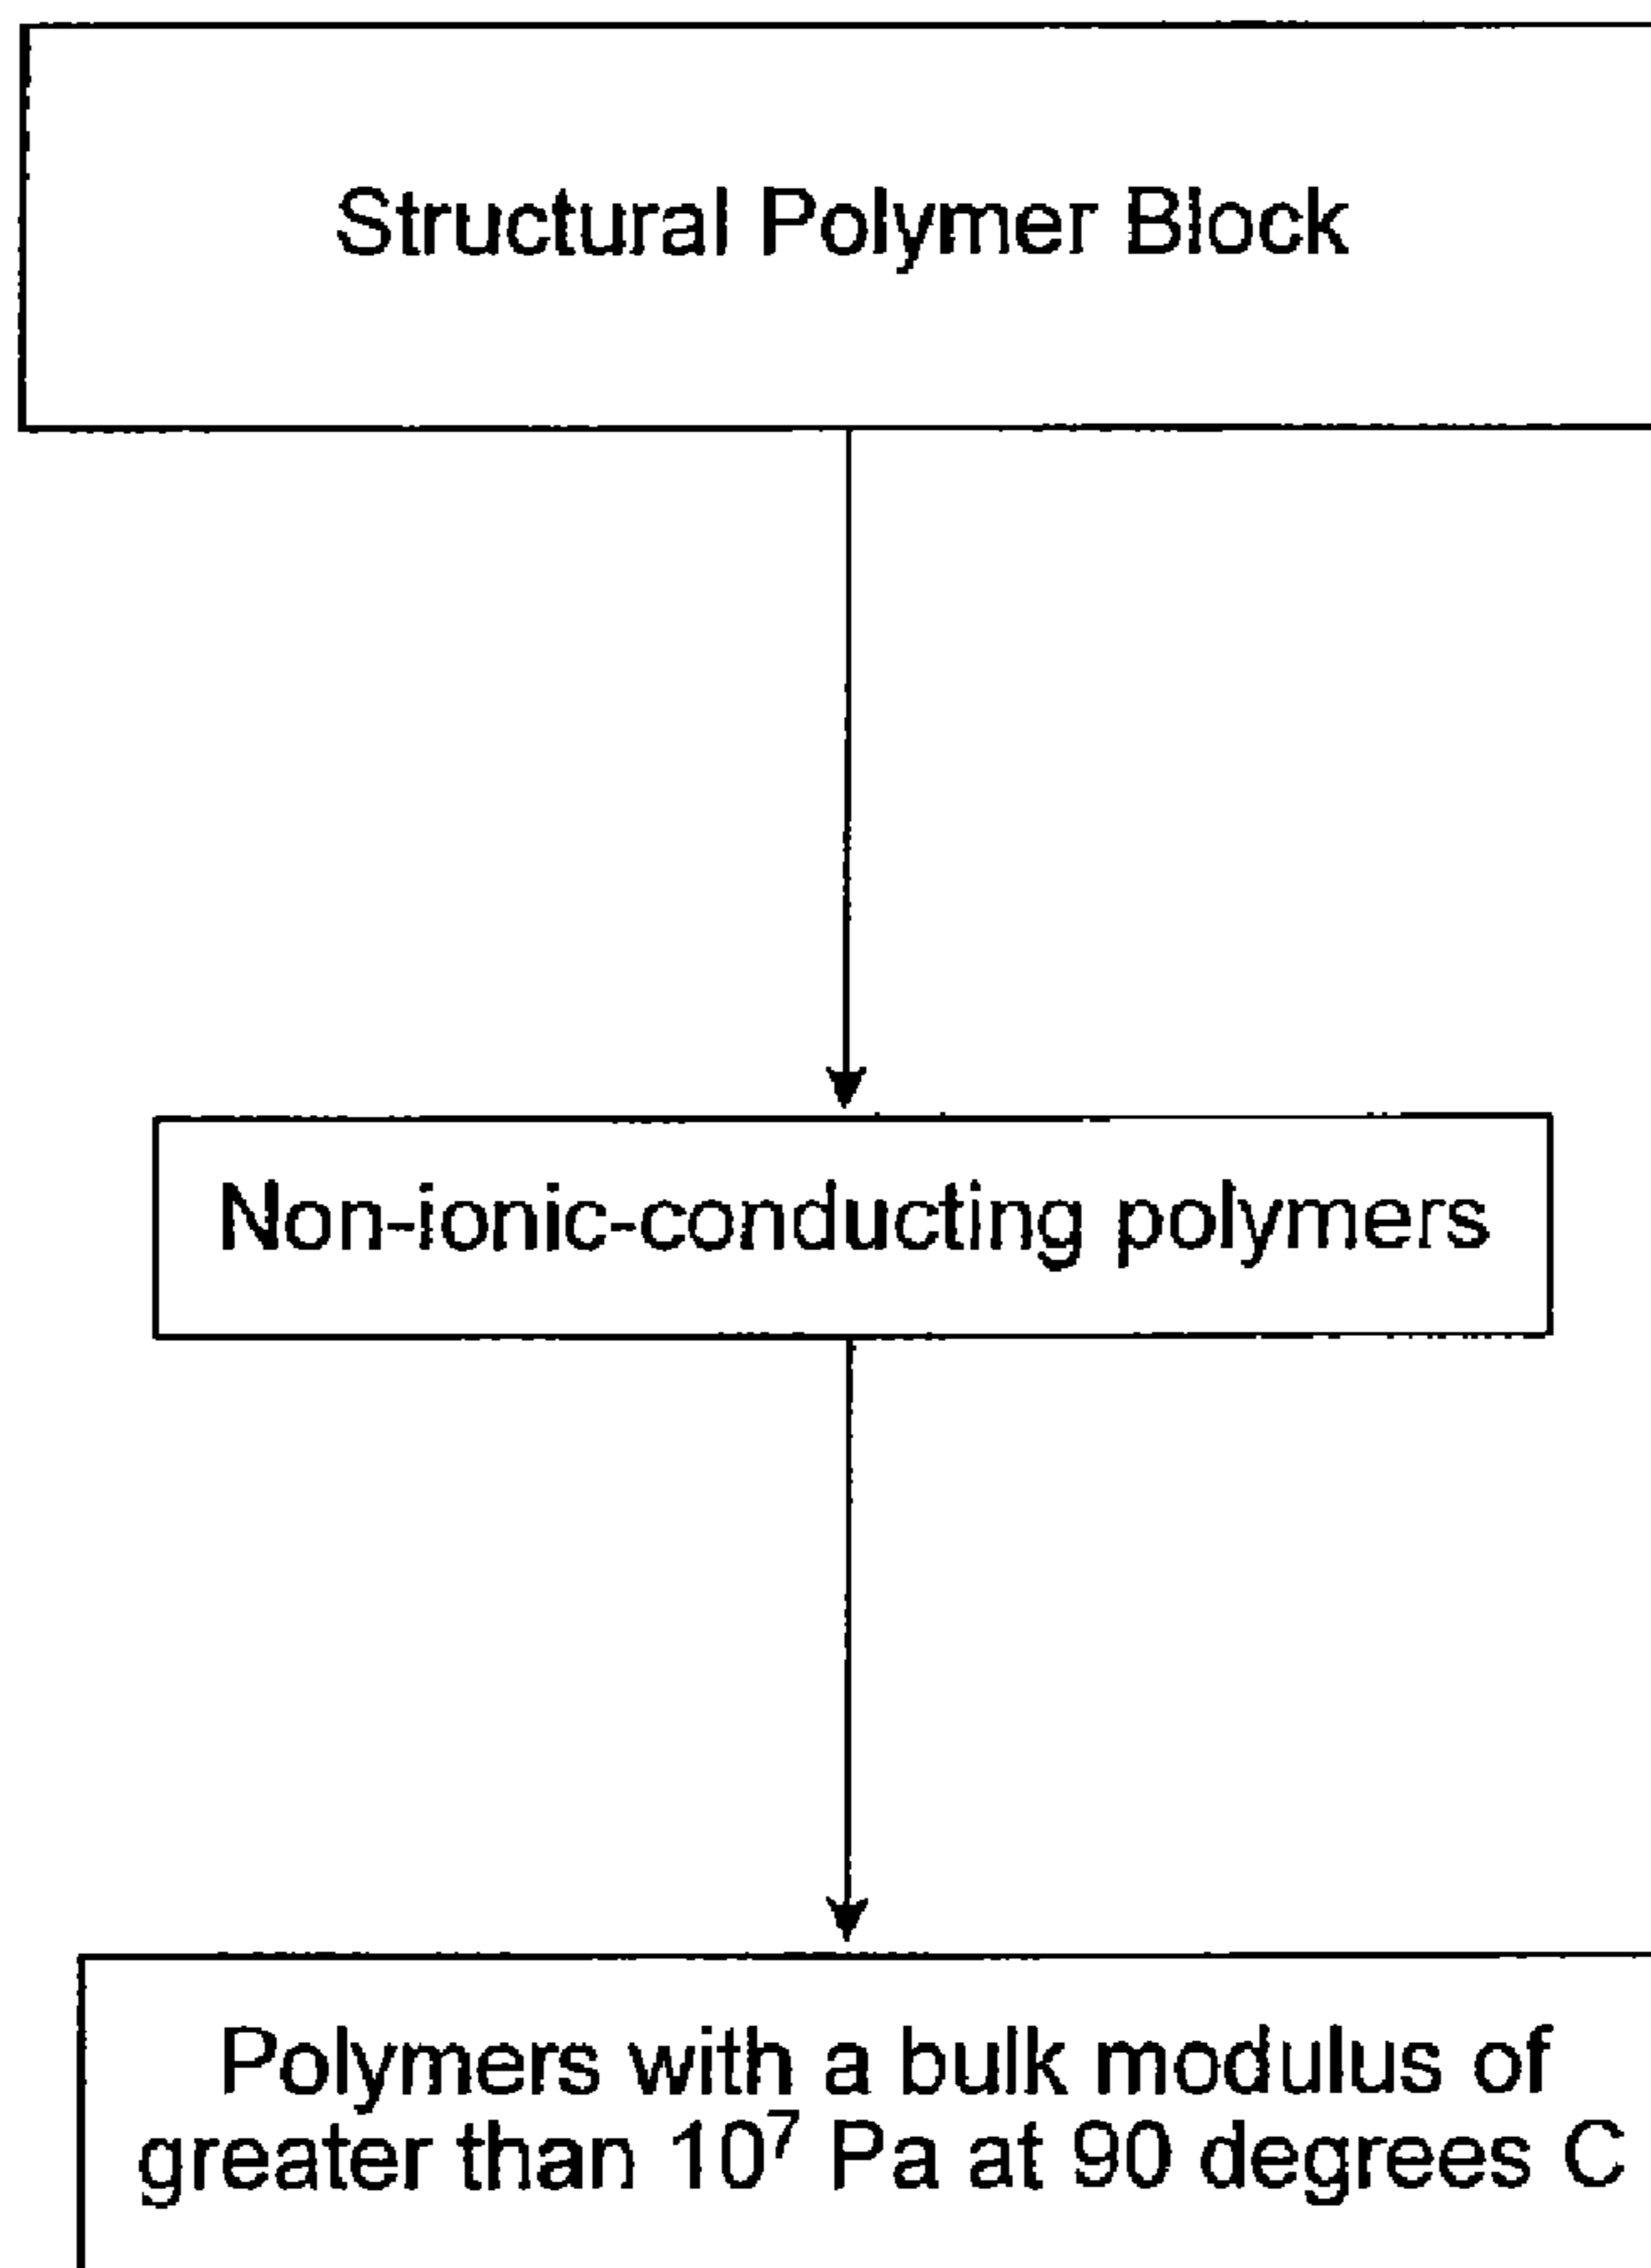 Structural Polymer Block
Non-ionic-conducting polymers
Polymers with a bulk modulus of
greater than 10⁷ Pa at 90 degrees C